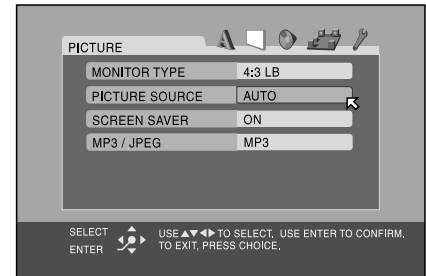 PICTURE
MONITOR TYPE 4:3 LB
PICTURE SOURCE AUTO
SCREEN SAVER ON
MP3 / JPEG MP3
SELECT
ENTER
USE ▲▼◀▶ TO SELECT, USE ENTER TO CONFIRM,
TO EXIT, PRESS CHOICE.